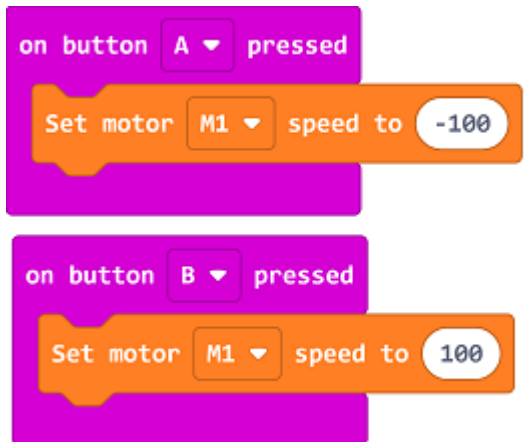 on button A pressed
Set motor M1 speed to -100
on button B pressed
Set motor M1 speed to 100